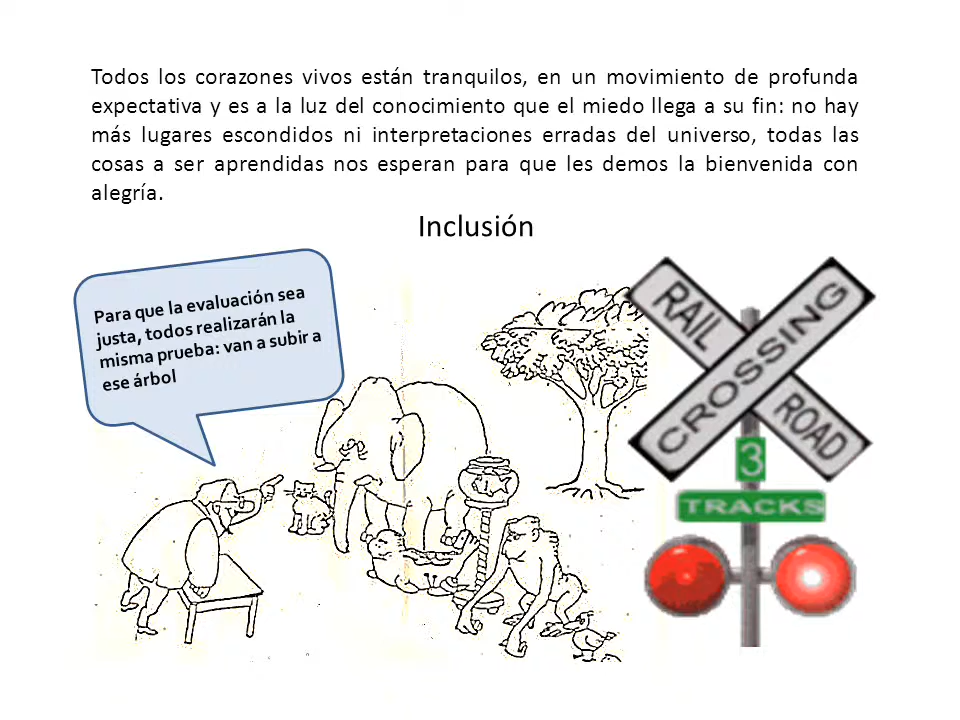 Todos los corazones vivos están tranquilos, en un movimiento de profunda
expectativa y es a la luz del conocimiento que el miedo llega a su fin: no hay
más lugares escondidos ni interpretaciones erradas del universo, todas las
cosas a ser aprendidas nos esperan para que les demos la bienvenida con
alegría.
Inclusión
Para que la evaluación sea
justa, todos realizarán la
misma prueba: van a subir a
ese árbol
RAIL
CROSSING
ROAD
3
TRACKS